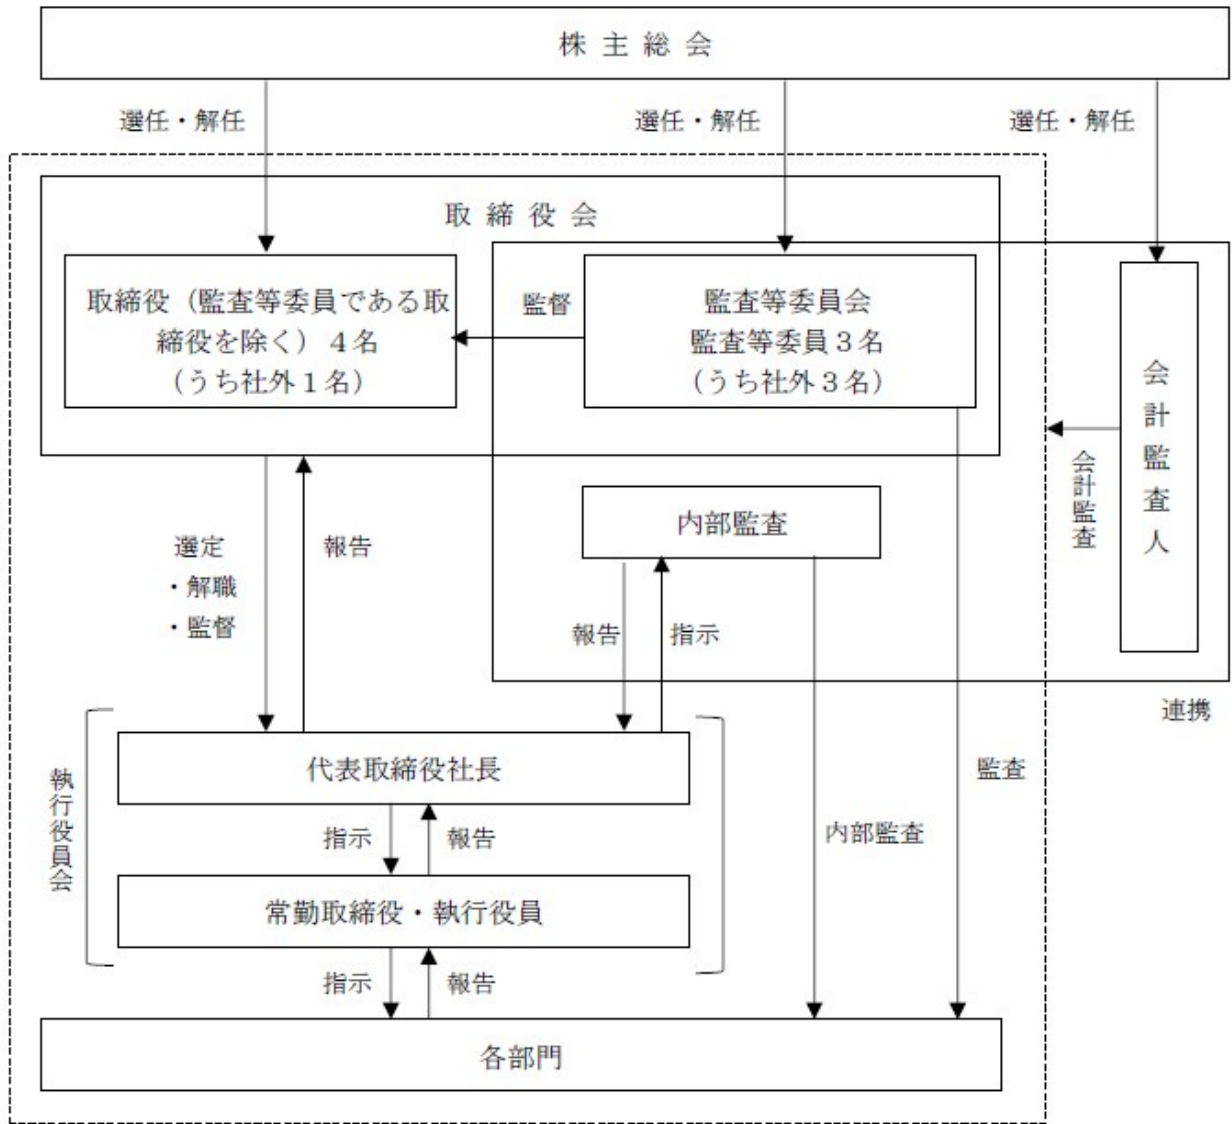 株主総会
選任・解任
選任・解任
選任・解任
取締役会
取締役（監査等委員である取
締役を除く）４名
（うち社外１名）
監督
監査等委員会
監査等委員３名
（うち社外３名）
会計監査人
会計監査
内部監査
選定
・解職
・監督
報告
報告
指示
連携
執行役員会
代表取締役社長
監査
指示
報告
内部監査
常勤取締役・執行役員
指示
報告
各部門